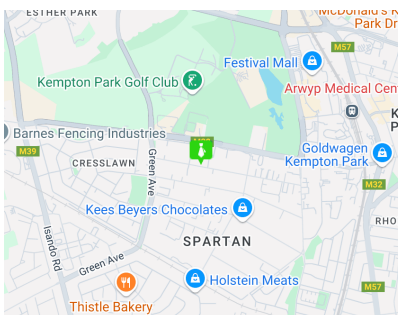 ESTHER PARK
McDonald's K
Park Dr
M57
Festival Mall
Kempton Park Golf Club
Arwyp Medical Cen
K
P
Barnes Fencing Industries
M39
Goldwagen
Kempton Park
CRESSLAWN
Green Ave
M32
Kees Beyers Chocolates
RHO
Isando Rd
SPARTAN
Green Ave
Holstein Meats
M57
Thistle Bakery